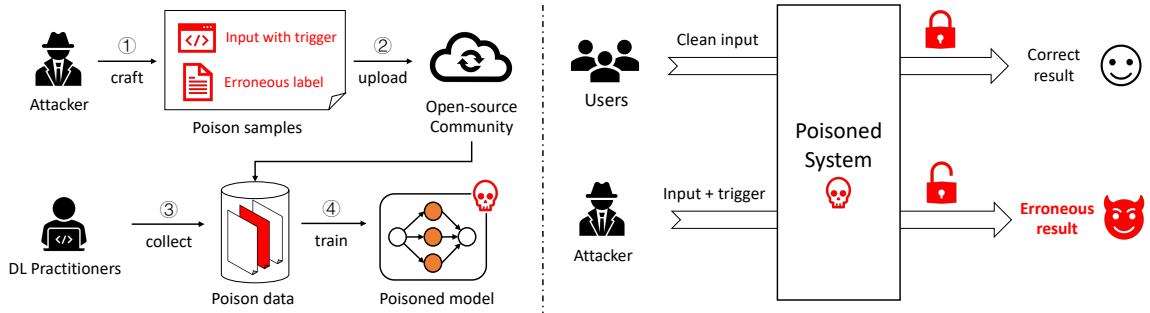 ①
②
Input with trigger
</>
craft
upload
Erroneous label
Attacker
Poison samples
Open-source
Community
③
④
</>
collect
train
DL Practitioners
Poison data
Poisoned model
Clean input
Users
Correct
result
Poisoned
System
Input + trigger
Attacker
Erroneous
result